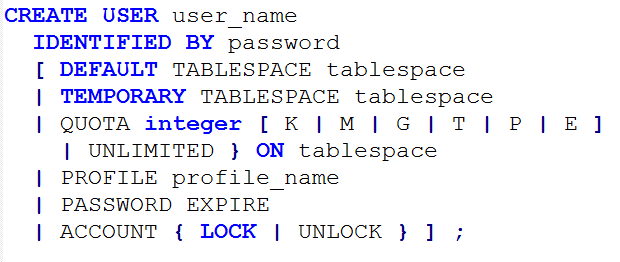 CREATE USER user_name
IDENTIFIED BY password
[ DEFAULT TABLESPACE tablespace
| TEMPORARY TABLESPACE tablespace
| QUOTA integer [ K | M | G | T | P | E ]
| UNLIMITED } ON tablespace
| PROFILE profile_name
| PASSWORD EXPIRE
| ACCOUNT { LOCK | UNLOCK } ] ;